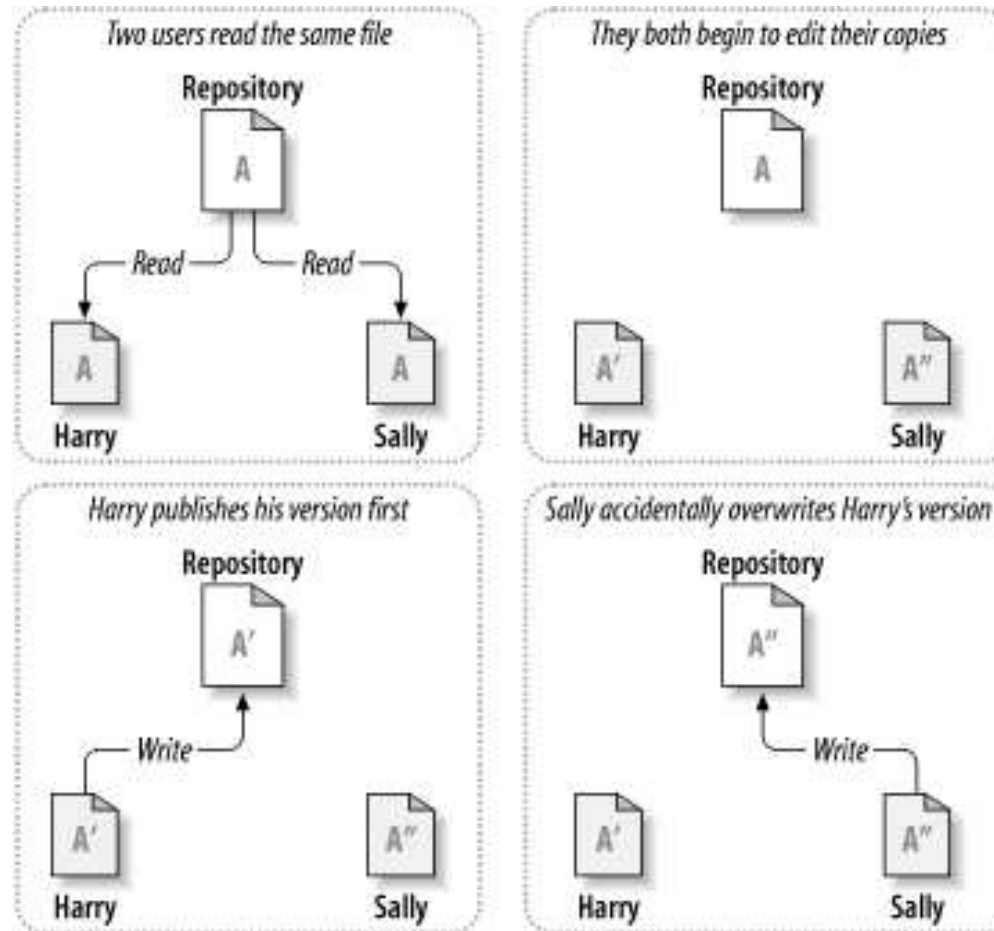 Two users read the same file
Repository
A
Read Read
A A
Harry Sally
They both begin to edit their copies
Repository
A
A' A"
Harry Sally
Harry publishes his version first
Repository
A'
Write
A' A"
Harry Sally
Sally accidentally overwrites Harry's version
Repository
A"
Write
A' A"
Harry Sally